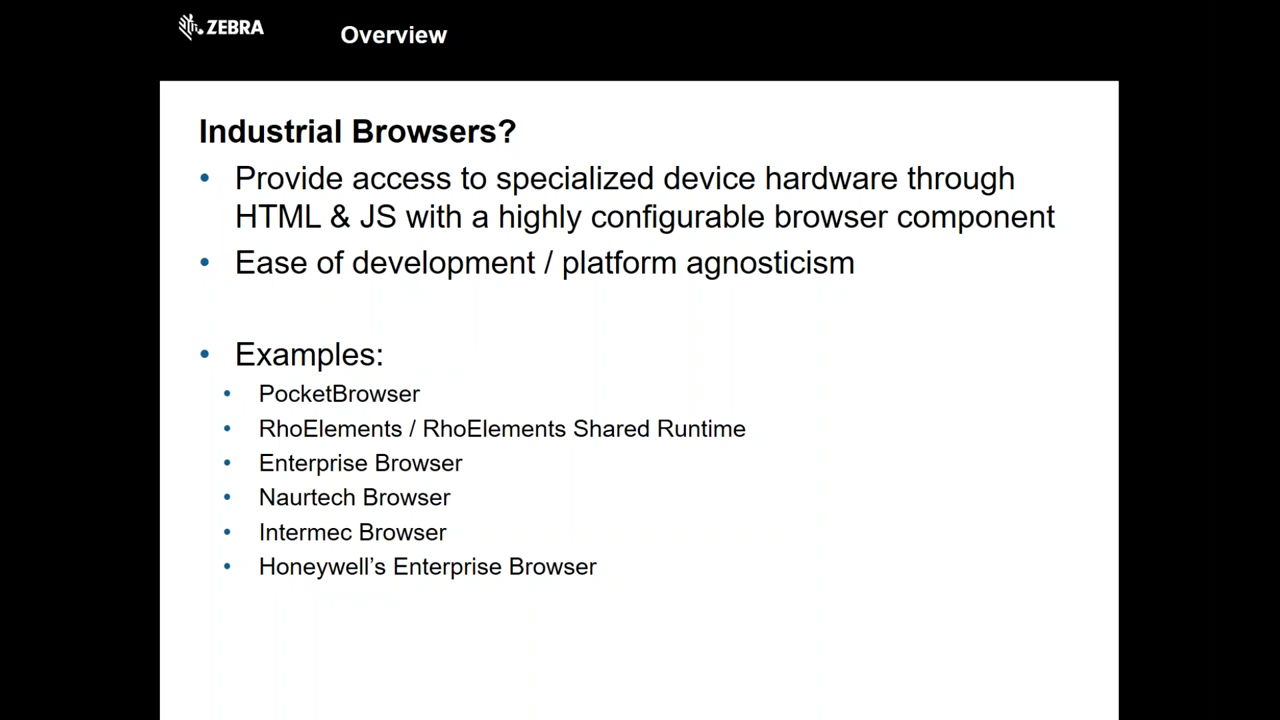 ZEBRA
Overview
Industrial Browsers?
• Provide access to specialized device hardware through
HTML & JS with a highly configurable browser component
• Ease of development / platform agnosticism
• Examples:
• PocketBrowser
• RhoElements / RhoElements Shared Runtime
• Enterprise Browser
• Naurtech Browser
• Intermec Browser
• Honeywell’s Enterprise Browser